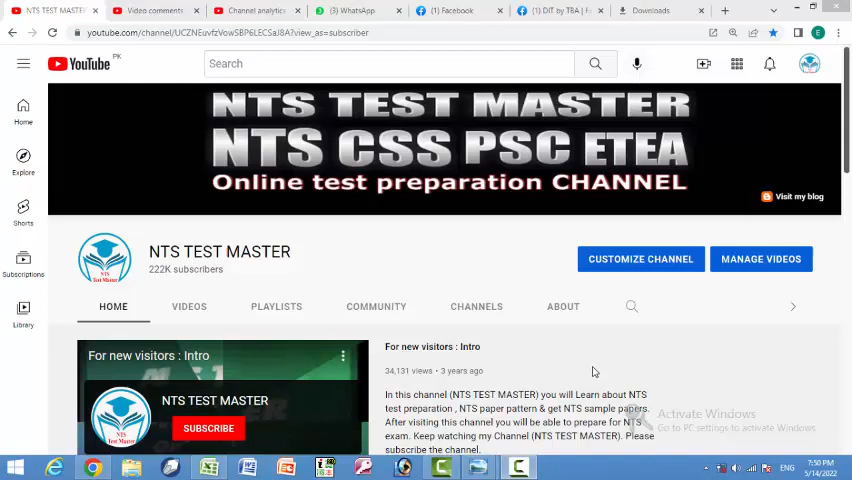 NTS TEST MASTER
Video comments
Channel analytics
(3) WhatsApp
(1) Facebook
(1) DIT by TBA | Fa
Downloads
youtube.com/channel/UCZNEuvfzVowSBP6LECSaJ8A?view_as=subscriber
YouTube PK
Search
NTS TEST MASTER
NTS CSS PSC ETEA
Online test preparation CHANNEL
Visit my blog
Home
Explore
Shorts
Subscriptions
Library
NTS Test Master
NTS TEST MASTER
222K subscribers
CUSTOMIZE CHANNEL
MANAGE VIDEOS
HOME
VIDEOS
PLAYLISTS
COMMUNITY
CHANNELS
ABOUT
For new visitors : Intro
NTS TEST MASTER
SUBSCRIBE
NTS
Test Master
For new visitors : Intro
34,131 views • 3 years ago
In this channel (NTS TEST MASTER) you will Learn about NTS
test preparation , NTS paper pattern & get NTS sample papers.
After visiting this channel you will be able to prepare for NTS
exam. Keep watching my Channel (NTS TEST MASTER). Please
subscribe the channel.
Activate Windows
Go to PC settings to activate Windows.
ENG
7:50 PM
5/14/2022